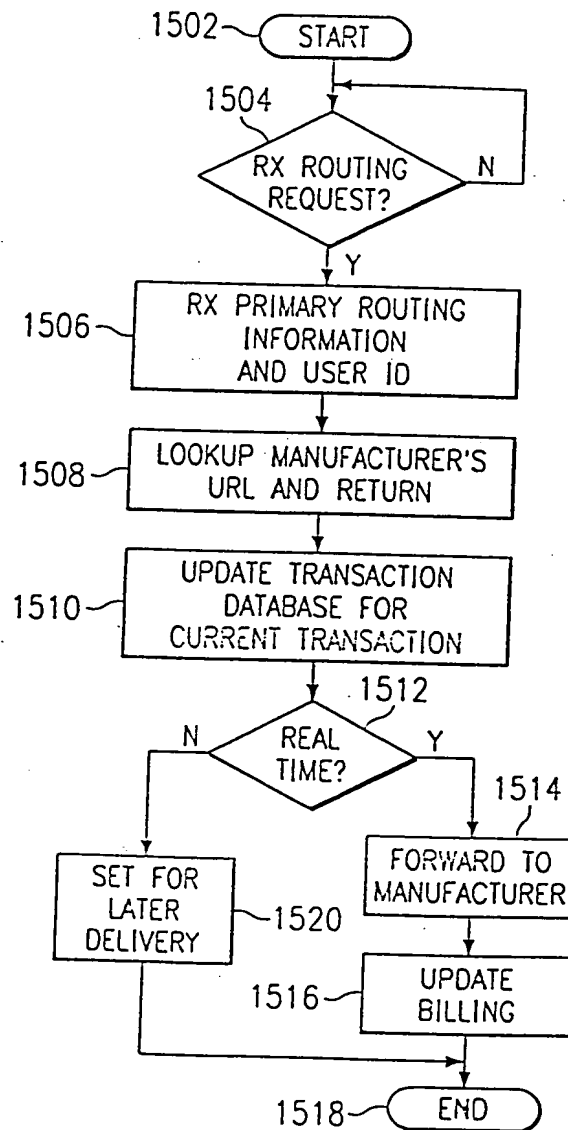 1502
START
1504
RX ROUTING
REQUEST?
N
Y
1506
RX PRIMARY ROUTING
INFORMATION
AND USER ID
1508
LOOKUP MANUFACTURER'S
URL AND RETURN
1510
UPDATE TRANSACTION
DATABASE FOR
CURRENT TRANSACTION
1512
N
REAL
TIME?
Y
1514
SET FOR
LATER
DELIVERY
1520
FORWARD TO
MANUFACTURER
1516
UPDATE
BILLING
1518
END